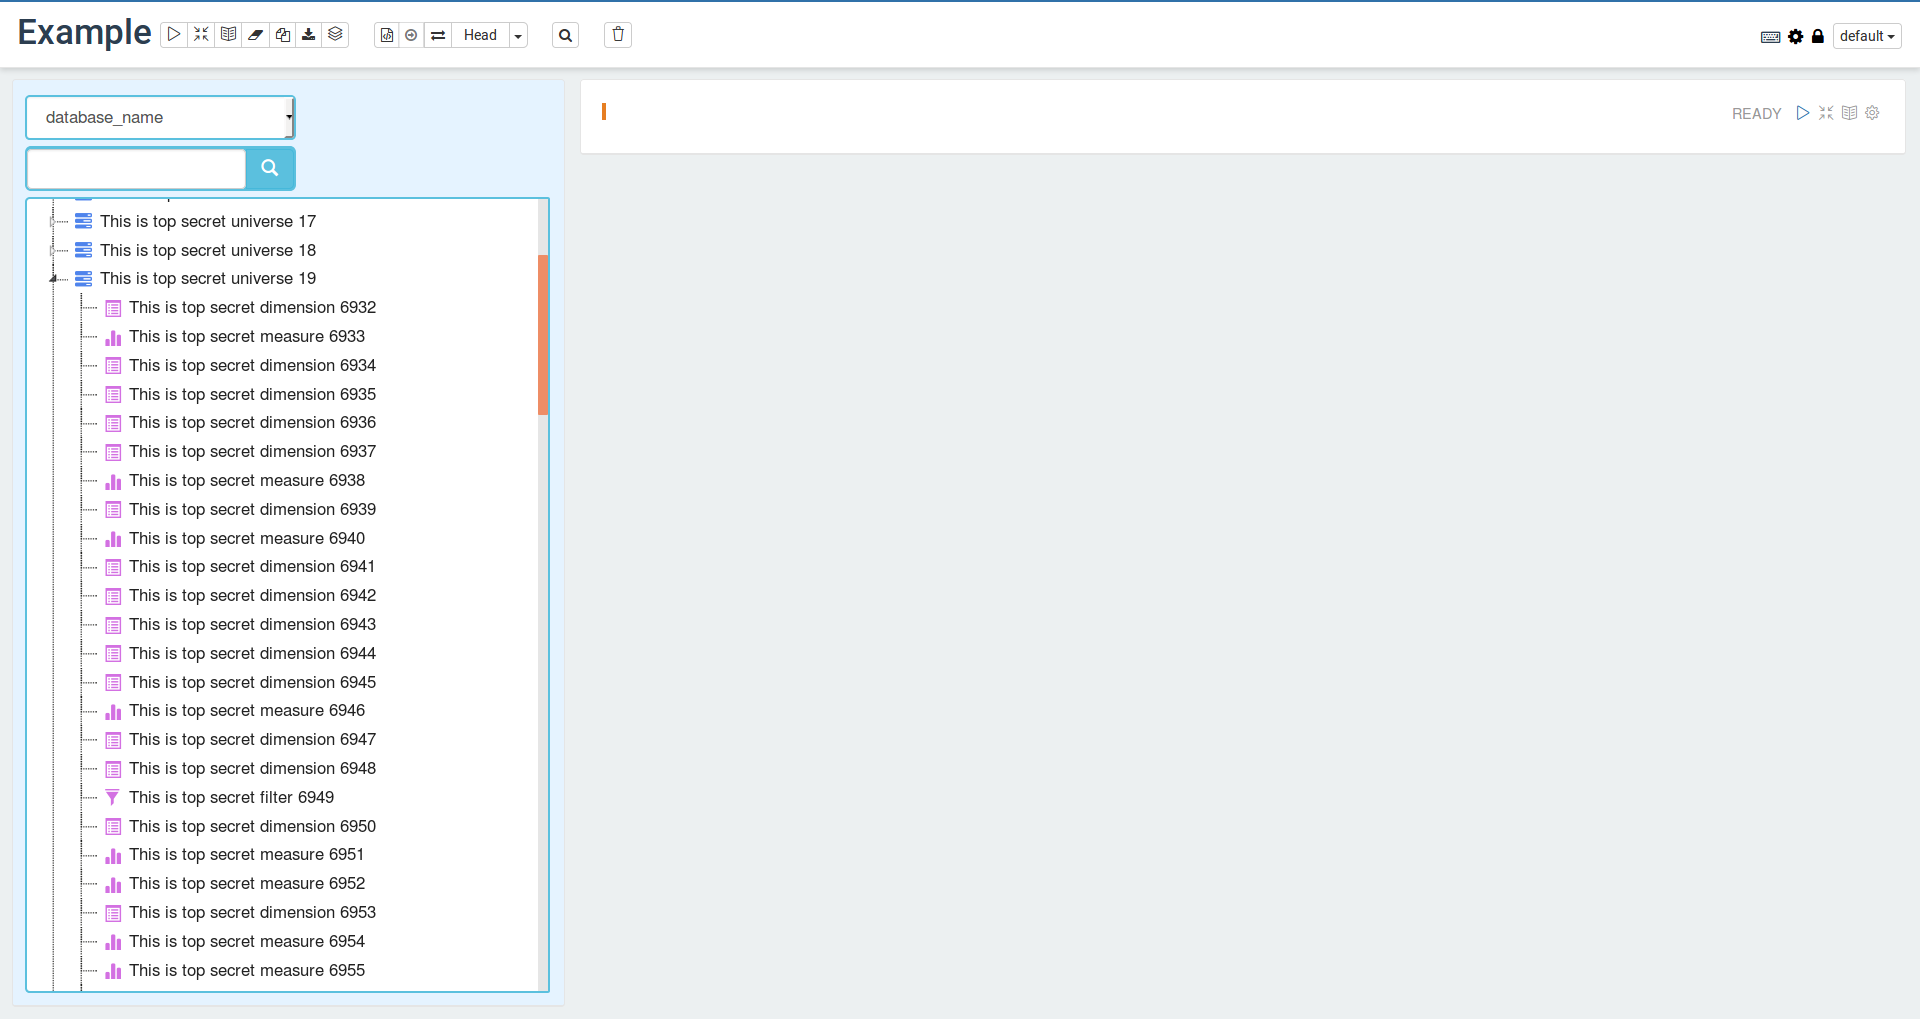 Example
Head
default
database_name
READY
This is top secret universe 17
This is top secret universe 18
This is top secret universe 19
This is top secret dimension 6932
This is top secret measure 6933
This is top secret dimension 6934
This is top secret dimension 6935
This is top secret dimension 6936
This is top secret dimension 6937
This is top secret measure 6938
This is top secret dimension 6939
This is top secret measure 6940
This is top secret dimension 6941
This is top secret dimension 6942
This is top secret dimension 6943
This is top secret dimension 6944
This is top secret dimension 6945
This is top secret measure 6946
This is top secret dimension 6947
This is top secret dimension 6948
This is top secret filter 6949
This is top secret dimension 6950
This is top secret measure 6951
This is top secret measure 6952
This is top secret dimension 6953
This is top secret measure 6954
This is top secret measure 6955